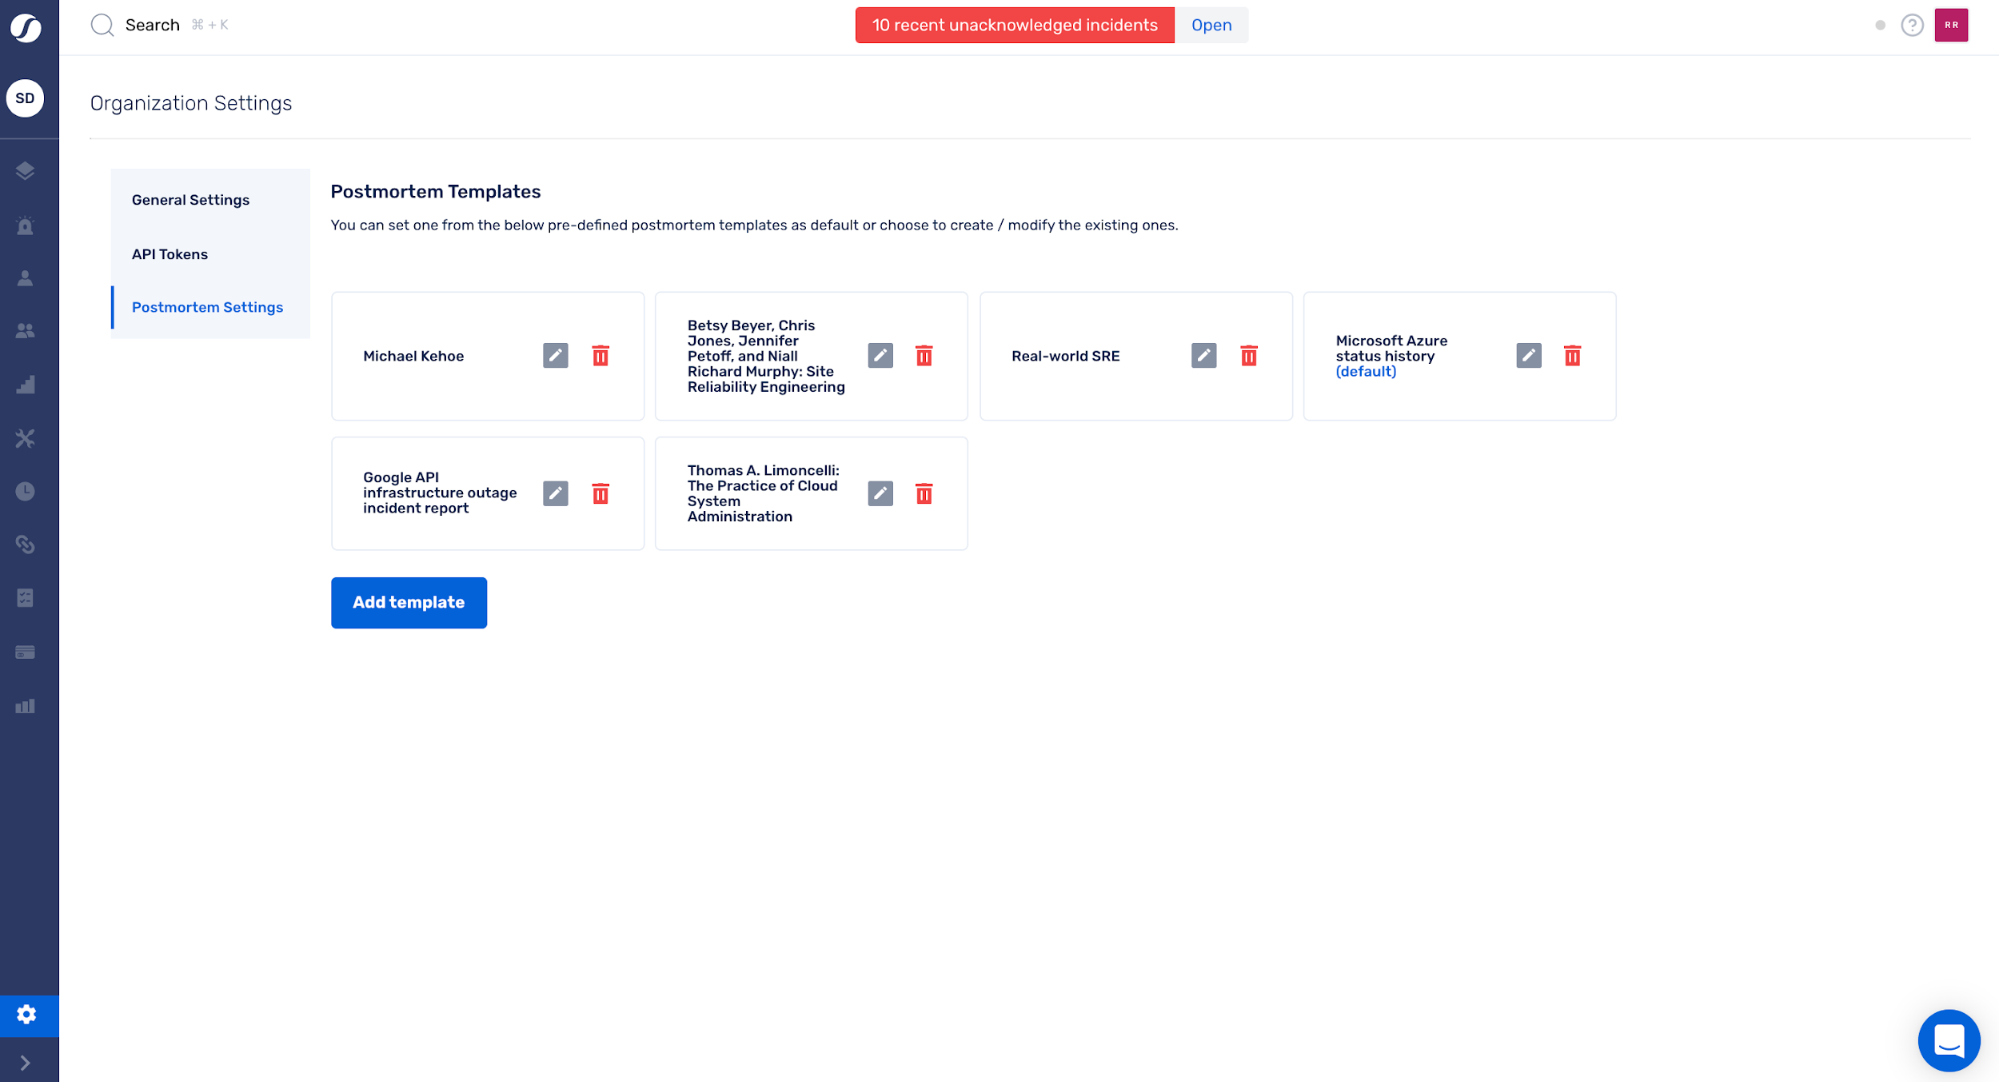 Search ⌘ + K
10 recent unacknowledged incidents Open
RR
SD
Organization Settings
General Settings
API Tokens
Postmortem Settings
Postmortem Templates
You can set one from the below pre-defined postmortem templates as default or choose to create / modify the existing ones.
Michael Kehoe
Betsy Beyer, Chris
Jones, Jennifer
Petoff, and Niall
Richard Murphy: Site
Reliability Engineering
Real-world SRE
Microsoft Azure
status history
(default)
Google API
infrastructure outage
incident report
Thomas A. Limoncelli:
The Practice of Cloud
System
Administration
Add template